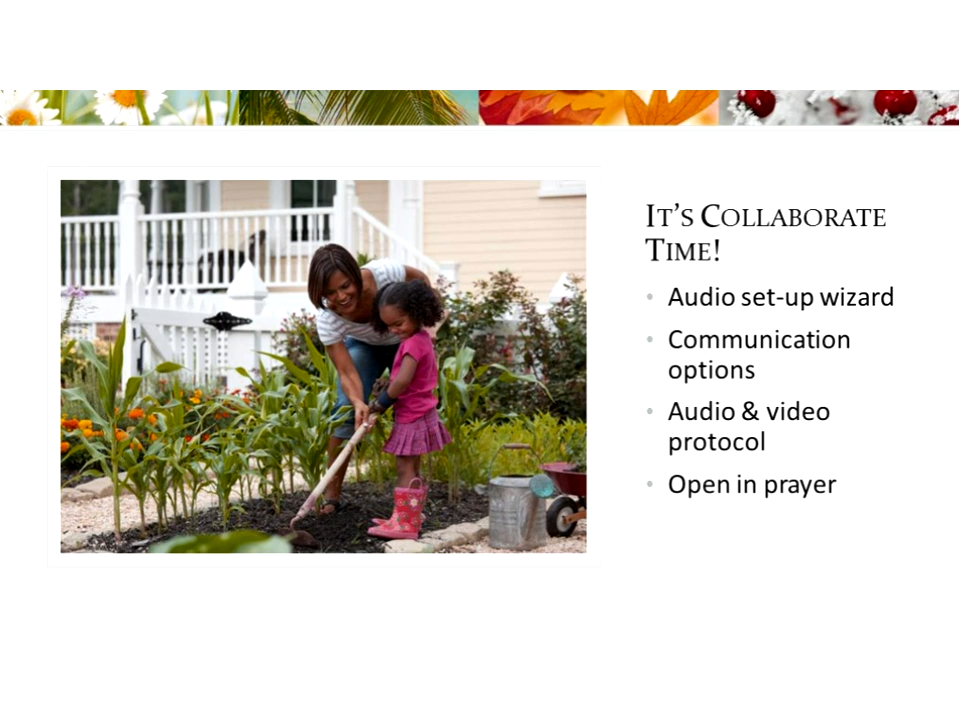 It's Collaborate
Time!
• Audio set-up wizard
• Communication
options
• Audio & video
protocol
• Open in prayer